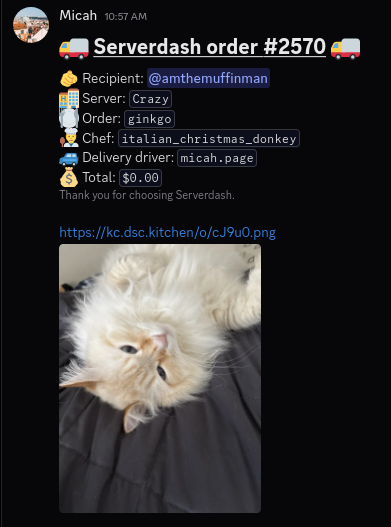 Micah 10:57 AM
🚚 Serverdash order #2570 🚚
🫱 Recipient: @amthemuffinman
🏨 Server: Crazy
🍽️ Order: ginkgo
🧑‍🍳 Chef: italian_christmas_donkey
🚙 Delivery driver: micah.page
💰 Total: $0.00
Thank you for choosing Serverdash.
https://kc.dsc.kitchen/o/cJ9u0.png